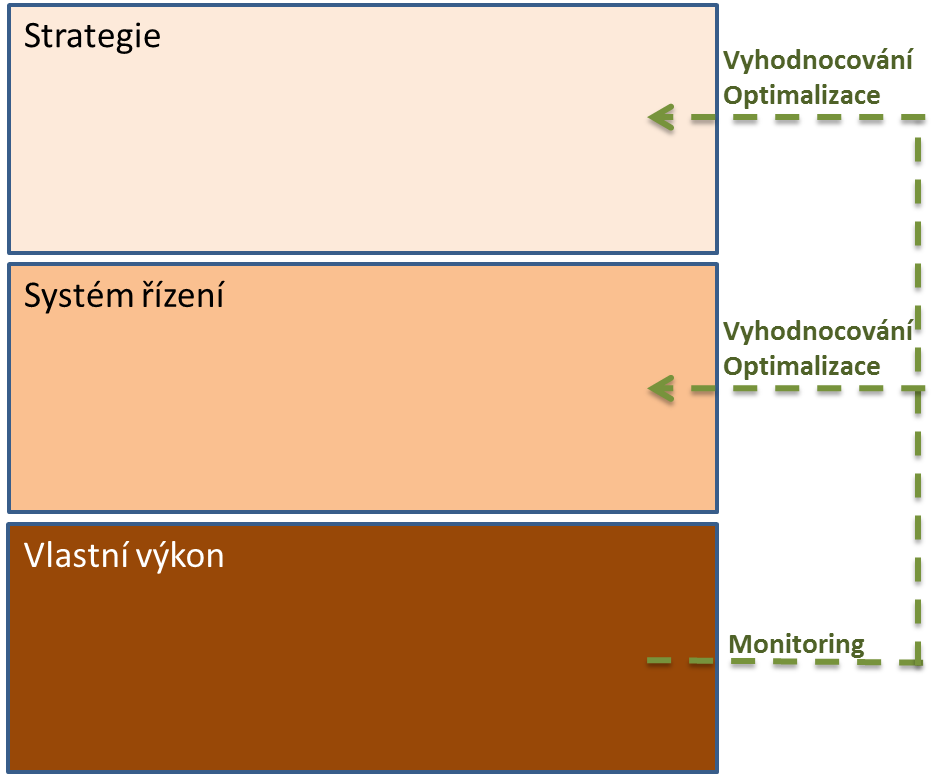 Strategie
Vyhodnocování
Optimalizace
Systém řízení
Vyhodnocování
Optimalizace
Vlastní výkon
Monitoring